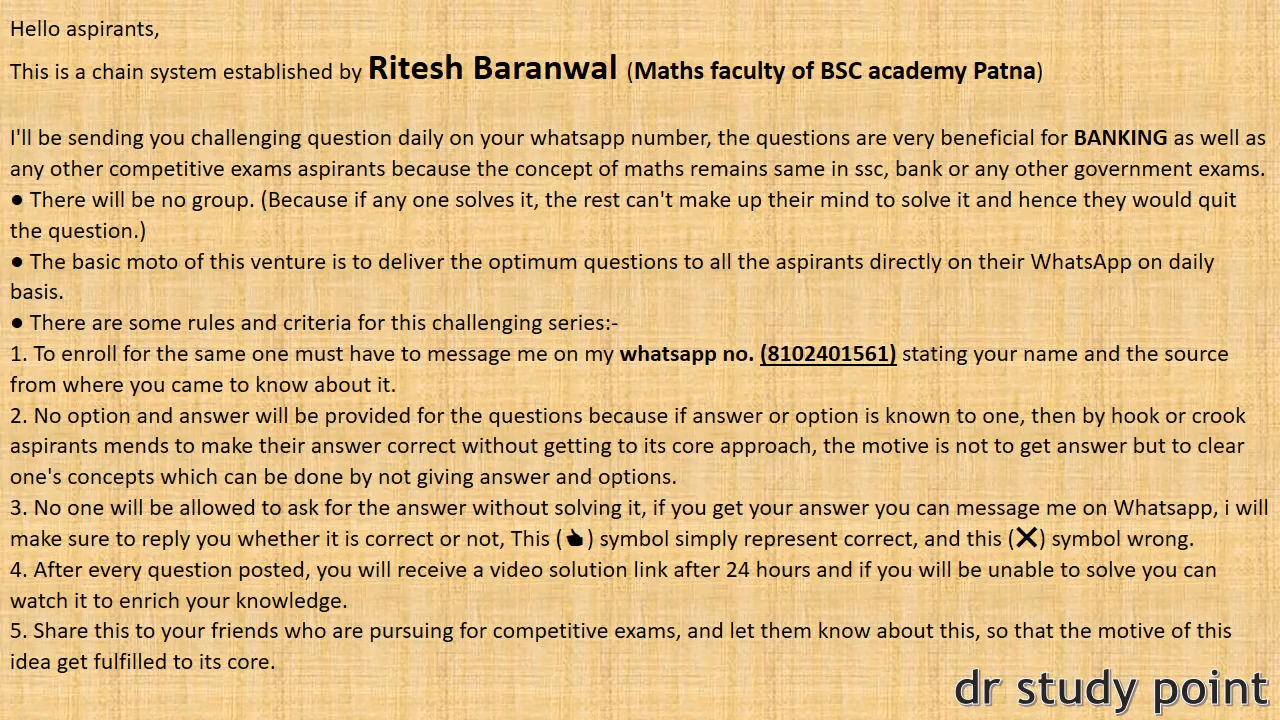 Hello aspirants,
This is a chain system established by Ritesh Baranwal (Maths faculty of BSC academy Patna)
I'll be sending you challenging question daily on your whatsapp number, the questions are very beneficial for BANKING as well as
any other competitive exams aspirants because the concept of maths remains same in ssc, bank or any other government exams.
● There will be no group. (Because if any one solves it, the rest can't make up their mind to solve it and hence they would quit
the question.)
● The basic moto of this venture is to deliver the optimum questions to all the aspirants directly on their WhatsApp on daily
basis.
● There are some rules and criteria for this challenging series:-
1. To enroll for the same one must have to message me on my whatsapp no. (8102401561) stating your name and the source
from where you came to know about it.
2. No option and answer will be provided for the questions because if answer or option is known to one, then by hook or crook
aspirants mends to make their answer correct without getting to its core approach, the motive is not to get answer but to clear
one's concepts which can be done by not giving answer and options.
3. No one will be allowed to ask for the answer without solving it, if you get your answer you can message me on Whatsapp, i will
make sure to reply you whether it is correct or not, This (👍) symbol simply represent correct, and this (❌) symbol wrong.
4. After every question posted, you will receive a video solution link after 24 hours and if you will be unable to solve you can
watch it to enrich your knowledge.
5. Share this to your friends who are pursuing for competitive exams, and let them know about this, so that the motive of this
idea get fulfilled to its core.
dr study point